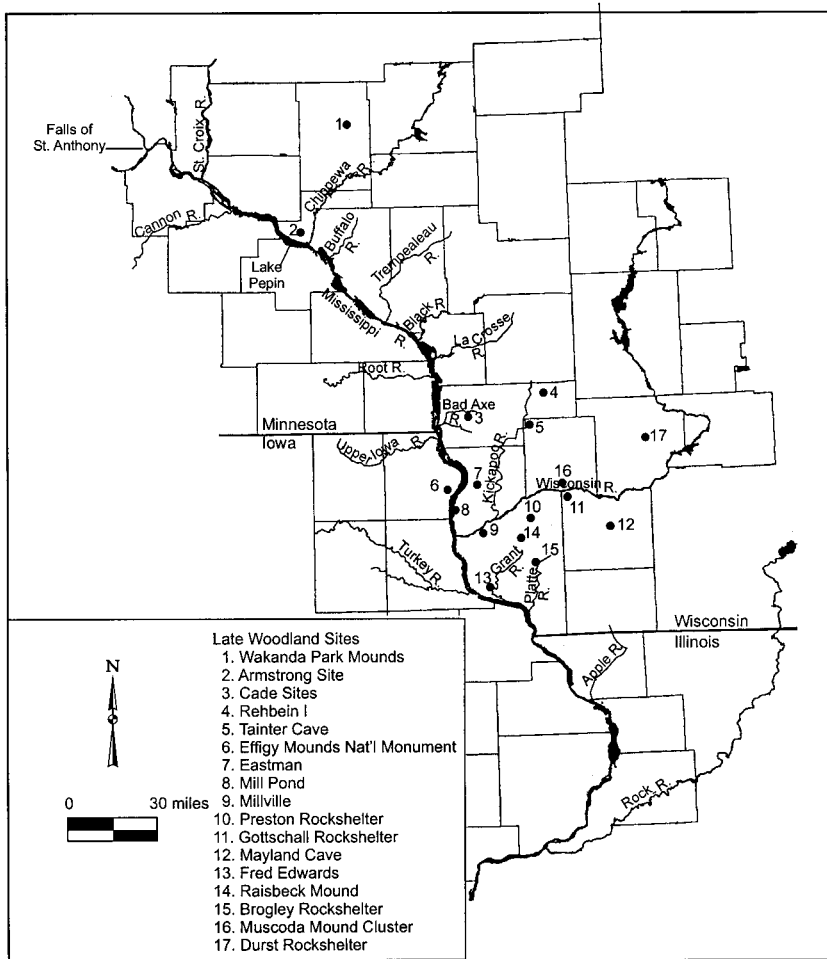 Falls of
St. Anthony
St. Croix R.
1
Chippewa R.
Cannon R.
2
Buffalo R.
Lake
Pepin
Trempealeau R.
Mississippi R.
Black R.
La Crosse R.
Root R.
4
Bad Axe R.
3
5
Minnesota
Iowa
Upper Iowa R.
Kickapoo R.
17
6
7
16
Wisconsin R.
8
11
10
9
14
12
15
Turkey R.
Grant R.
13
Platte R.
Wisconsin
Illinois
Apple R.
Rock R.
N
0 30 miles
Late Woodland Sites
1. Wakanda Park Mounds
2. Armstrong Site
3. Cade Sites
4. Rehbein I
5. Tainter Cave
6. Effigy Mounds Nat'l Monument
7. Eastman
8. Mill Pond
9. Millville
10. Preston Rockshelter
11. Gottschall Rockshelter
12. Mayland Cave
13. Fred Edwards
14. Raisbeck Mound
15. Brogley Rockshelter
16. Muscoda Mound Cluster
17. Durst Rockshelter